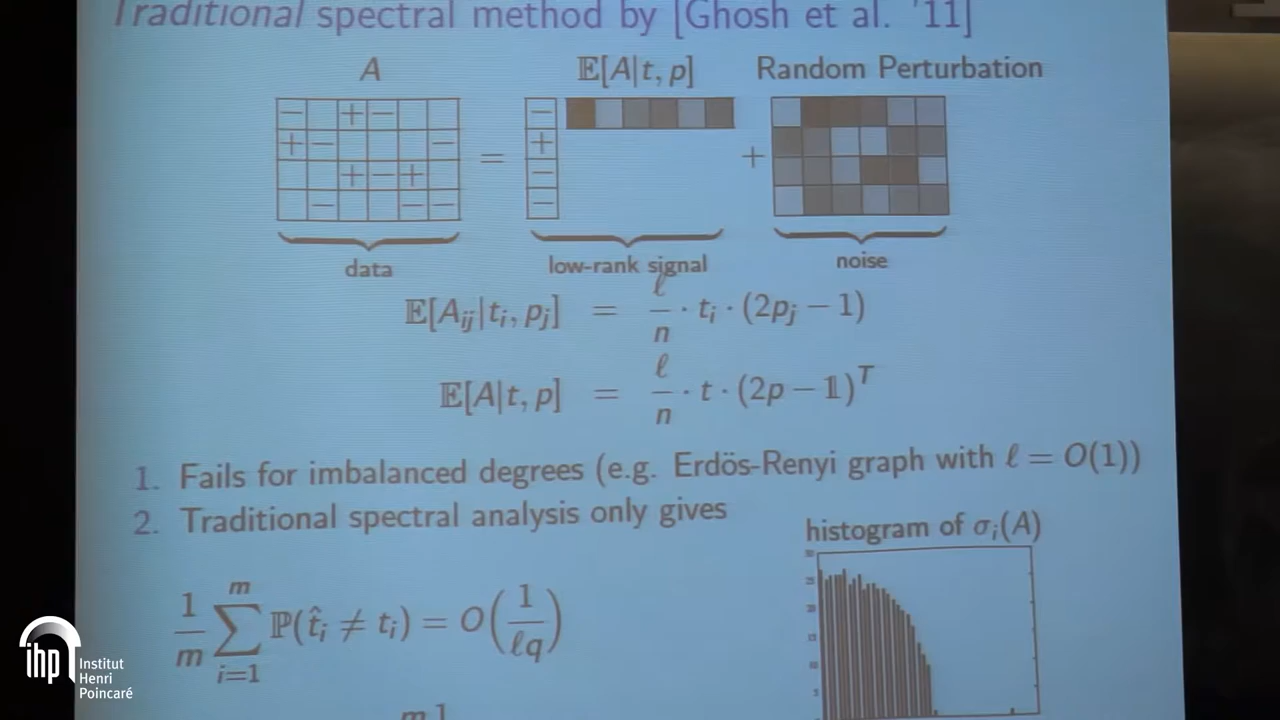 Traditional spectral method by [Ghosh et al. '11]
A
𝔼[A|t, p]
Random Perturbation
− + −
+ − −
+ − +
− − −
=
−
+
−
−
+
data
low-rank signal
noise
𝔼[A_ij|t_i, p_j] = ℓ/n · t_i · (2p_j − 1)
𝔼[A|t, p] = ℓ/n · t · (2p − 𝟙)^T
1. Fails for imbalanced degrees (e.g. Erdös-Renyi graph with ℓ = O(1))
2. Traditional spectral analysis only gives
histogram of σ_i(A)
1/m ∑_{i=1}^{m} ℙ(t̂_i ≠ t_i) = O(1/ℓq)
ihp Institut
Henri
Poincaré